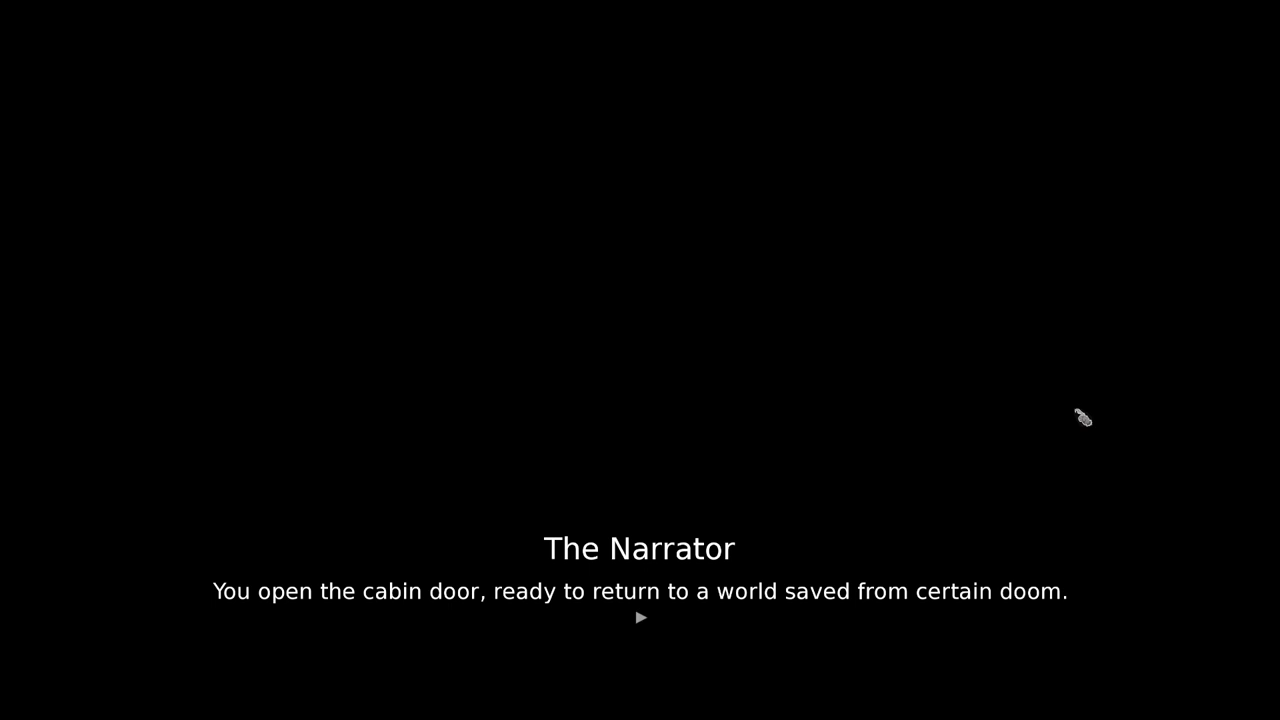 The Narrator
You open the cabin door, ready to return to a world saved from certain doom.